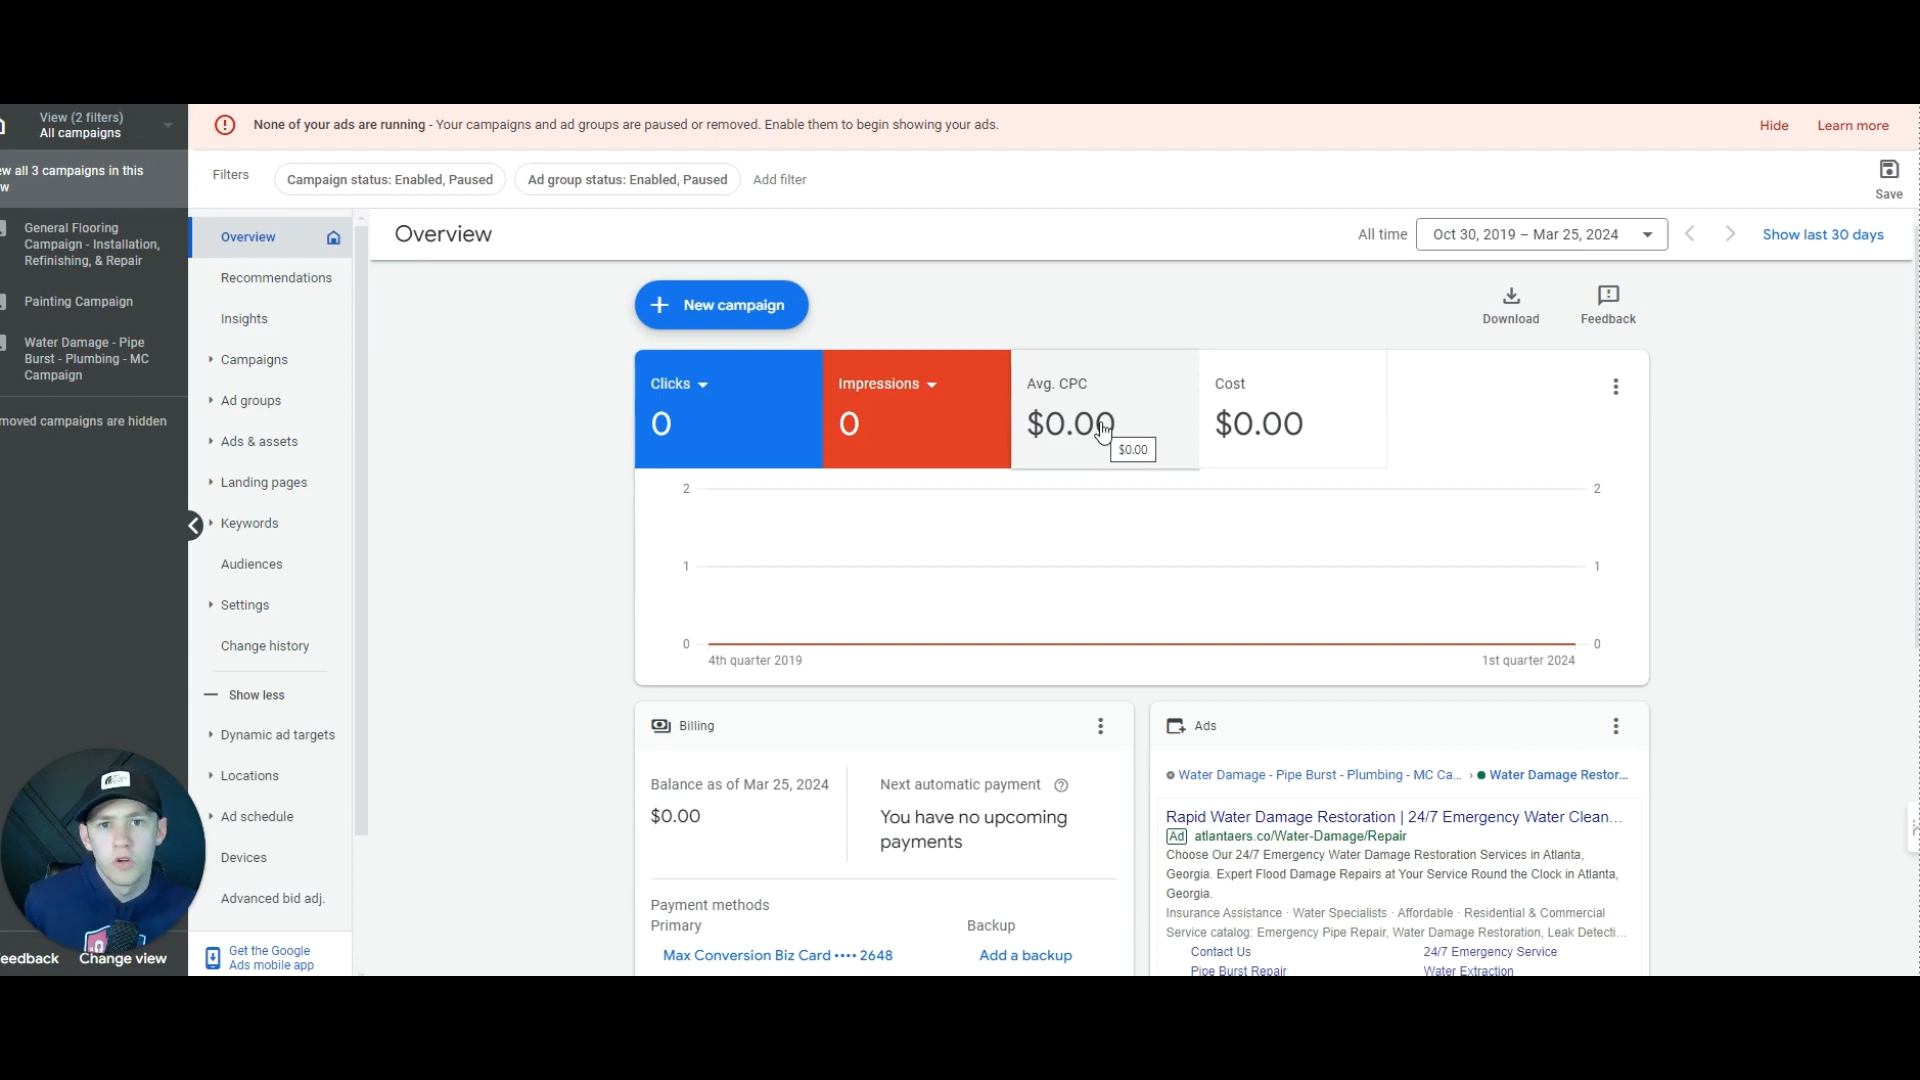 View (2 filters)
All campaigns
None of your ads are running - Your campaigns and ad groups are paused or removed. Enable them to begin showing your ads.
Hide
Learn more
ew all 3 campaigns in this
w
Filters
Campaign status: Enabled, Paused
Ad group status: Enabled, Paused
Add filter
Save
General Flooring
Campaign - Installation,
Refinishing, & Repair
Painting Campaign
Water Damage - Pipe
Burst - Plumbing - MC
Campaign
moved campaigns are hidden
Overview
Recommendations
Insights
Campaigns
Ad groups
Ads & assets
Landing pages
Keywords
Audiences
Settings
Change history
Show less
Dynamic ad targets
Locations
Ad schedule
Devices
Advanced bid adj.
Get the Google
Ads mobile app
eedback
Change view
Overview
All time
Oct 30, 2019 – Mar 25, 2024
Show last 30 days
New campaign
Download
Feedback
Clicks
0
Impressions
0
Avg. CPC
$0.00
$0.00
Cost
$0.00
2
2
1
1
0
0
4th quarter 2019
1st quarter 2024
Billing
Balance as of Mar 25, 2024
$0.00
Next automatic payment
You have no upcoming
payments
Payment methods
Primary
Backup
Max Conversion Biz Card •••• 2648
Add a backup
Ads
Water Damage - Pipe Burst - Plumbing - MC Ca... › Water Damage Restor...
Rapid Water Damage Restoration | 24/7 Emergency Water Clean...
Ad atlantaers.co/Water-Damage/Repair
Choose Our 24/7 Emergency Water Damage Restoration Services in Atlanta,
Georgia. Expert Flood Damage Repairs at Your Service Round the Clock in Atlanta,
Georgia.
Insurance Assistance · Water Specialists · Affordable · Residential & Commercial
Service catalog: Emergency Pipe Repair, Water Damage Restoration, Leak Detecti...
Contact Us
24/7 Emergency Service
Pipe Burst Repair
Water Extraction